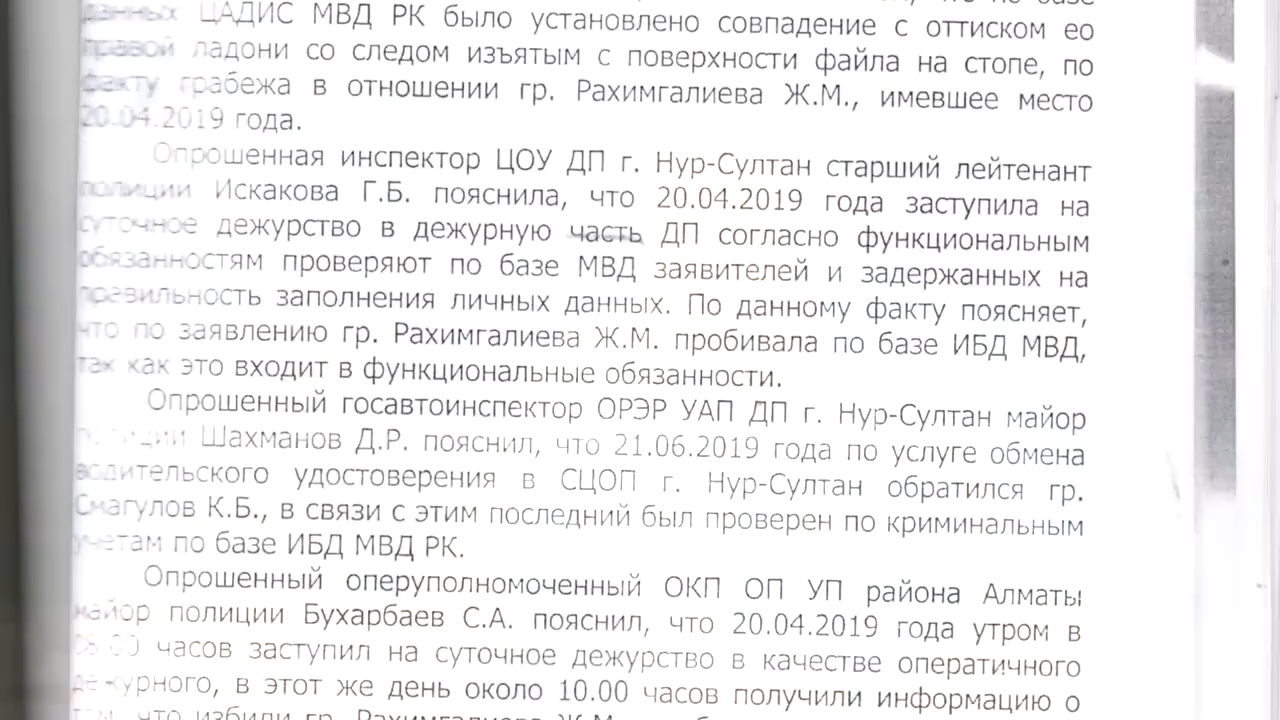 данных ЦАДИС МВД РК было установлено совпадение с оттиском ео
правой ладони со следом изъятым с поверхности файла на стопе, по
факту грабежа в отношении гр. Рахимгалиева Ж.М., имевшее место
20.04.2019 года.
Опрошенная инспектор ЦОУ ДП г. Нур-Султан старший лейтенант
полиции Искакова Г.Б. пояснила, что 20.04.2019 года заступила на
суточное дежурство в дежурную часть ДП согласно функциональным
обязанностям проверяют по базе МВД заявителей и задержанных на
правильность заполнения личных данных. По данному факту поясняет,
что по заявлению гр. Рахимгалиева Ж.М. пробивала по базе ИБД МВД,
так как это входит в функциональные обязанности.
Опрошенный госавтоинспектор ОРЭР УАП ДП г. Нур-Султан майор
полиции Шахманов Д.Р. пояснил, что 21.06.2019 года по услуге обмена
водительского удостоверения в СЦОП г. Нур-Султан обратился гр.
Смагулов К.Б., в связи с этим последний был проверен по криминальным
учетам по базе ИБД МВД РК.
Опрошенный оперуполномоченный ОКП ОП УП района Алматы
майор полиции Бухарбаев С.А. пояснил, что 20.04.2019 года утром в
08.00 часов заступил на суточное дежурство в качестве оператичного
дежурного, в этот же день около 10.00 часов получили информацию о
том, что избили гр. Рахимгалиева Ж.М.